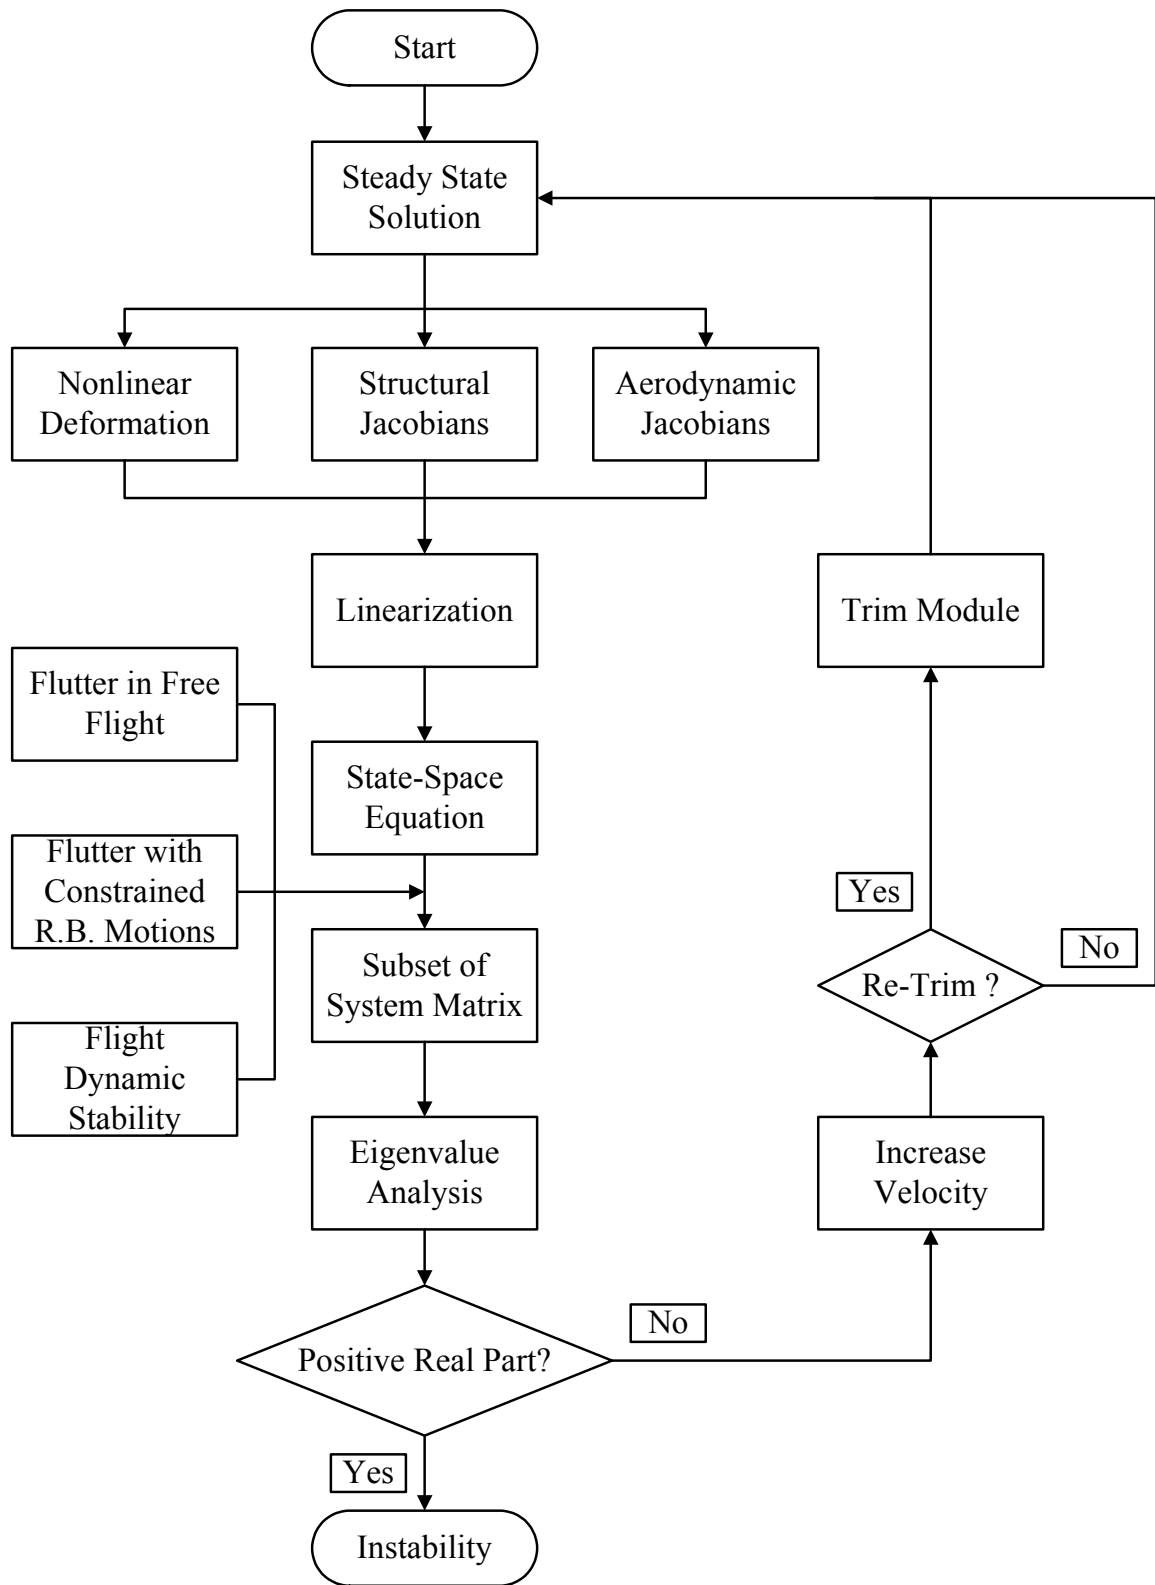 Start
Steady State
Solution
Nonlinear
Deformation
Structural
Jacobians
Aerodynamic
Jacobians
Linearization
Trim Module
Flutter in Free
Flight
State-Space
Equation
Flutter with
Constrained
R.B. Motions
Yes
No
Subset of
System Matrix
Re-Trim ?
Flight
Dynamic
Stability
Eigenvalue
Analysis
Increase
Velocity
No
Positive Real Part?
Yes
Instability